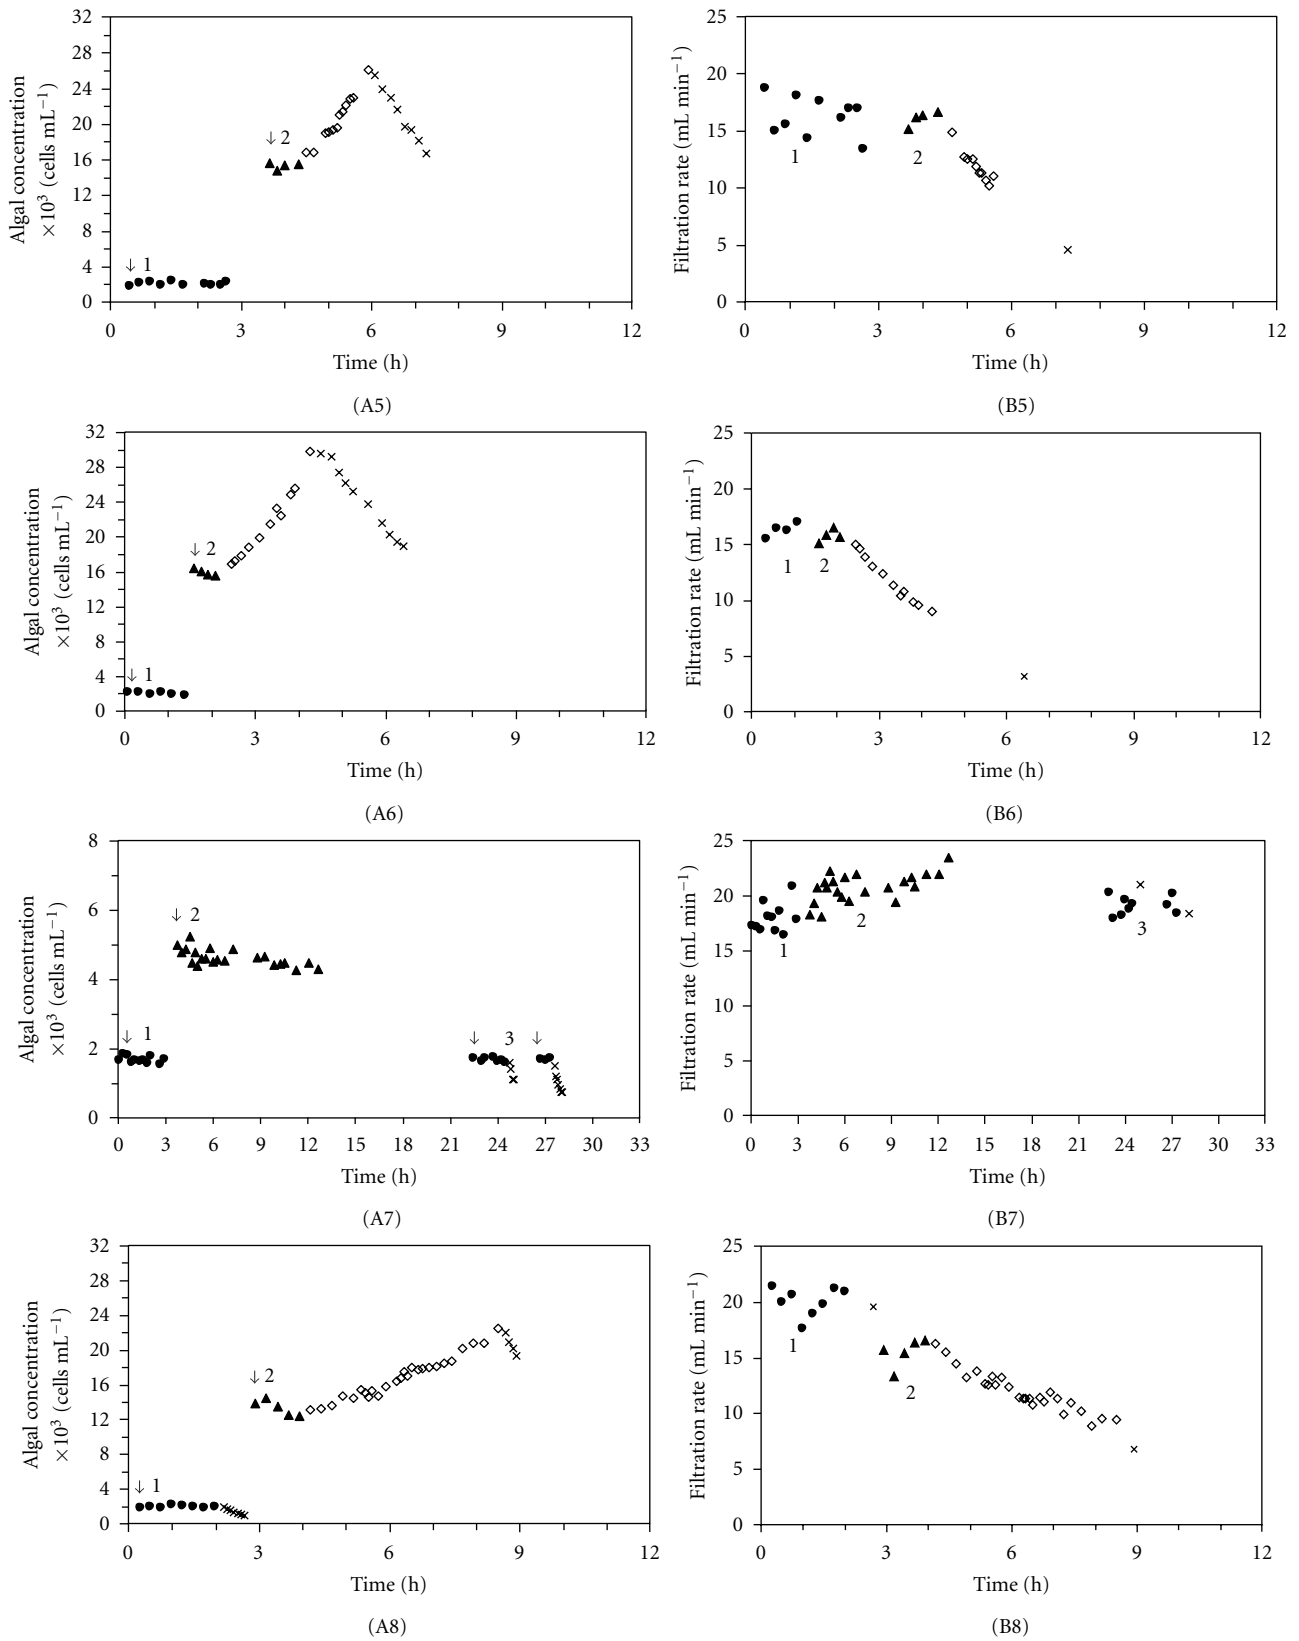 32
28
24
20
16
12
8
4
0
Algal concentration
×10³ (cells mL⁻¹)
↓ 1
↓ 2
0 3 6 9 12
Time (h)
(A5)
25
20
15
10
5
0
Filtration rate (mL min⁻¹)
1
2
0 3 6 9 12
Time (h)
(B5)
32
28
24
20
16
12
8
4
0
Algal concentration
×10³ (cells mL⁻¹)
↓ 1
↓ 2
0 3 6 9 12
Time (h)
(A6)
25
20
15
10
5
0
Filtration rate (mL min⁻¹)
1 2
0 3 6 9 12
Time (h)
(B6)
8
6
4
2
0
Algal concentration
×10³ (cells mL⁻¹)
↓ 2
↓ 1
↓ 3 ↓
0 3 6 9 12 15 18 21 24 27 30 33
Time (h)
(A7)
25
20
15
10
5
0
Filtration rate (mL min⁻¹)
1
2
3
0 3 6 9 12 15 18 21 24 27 30 33
Time (h)
(B7)
32
28
24
20
16
12
8
4
0
Algal concentration
×10³ (cells mL⁻¹)
↓ 2
↓ 1
0 3 6 9 12
Time (h)
(A8)
25
20
15
10
5
0
Filtration rate (mL min⁻¹)
1
2
0 3 6 9 12
Time (h)
(B8)